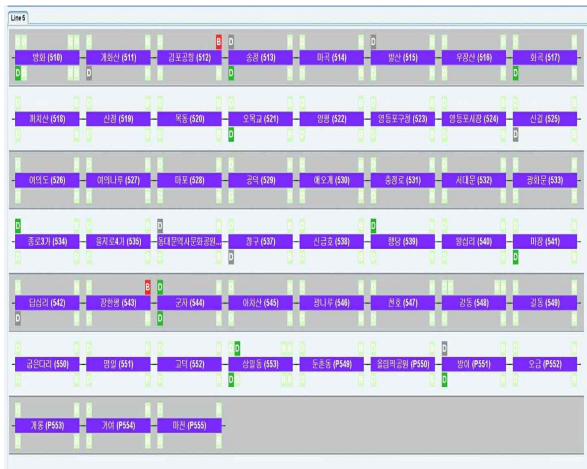 Line 5
B D D
방화 (510) 개화산 (511) 김포공항 (512) 송정 (513) 마곡 (514) 발산 (515) 우장산 (516) 화곡 (517)
D D D D
까치산 (518) 신정 (519) 목동 (520) 오목교 (521) 양평 (522) 영등포구청 (523) 영등포시장 (524) 신길 (525)
D D
여의도 (526) 여의나루 (527) 마포 (528) 공덕 (529) 애오개 (530) 충정로 (531) 서대문 (532) 광화문 (533)
D D D
종로3가 (534) 을지로4가 (535) 동대문역사문화공원... 청구 (537) 신금호 (538) 행당 (539) 왕십리 (540) 마장 (541)
D D
B D
답십리 (542) 장한평 (543) 군자 (544) 아차산 (545) 광나루 (546) 천호 (547) 강동 (548) 길동 (549)
D D
D D
굽은다리 (550) 명일 (551) 고덕 (552) 상일동 (553) 둔촌동 (P549) 올림픽공원 (P550) 방이 (P551) 오금 (P552)
D D
개롱 (P553) 거여 (P554) 마천 (P555)